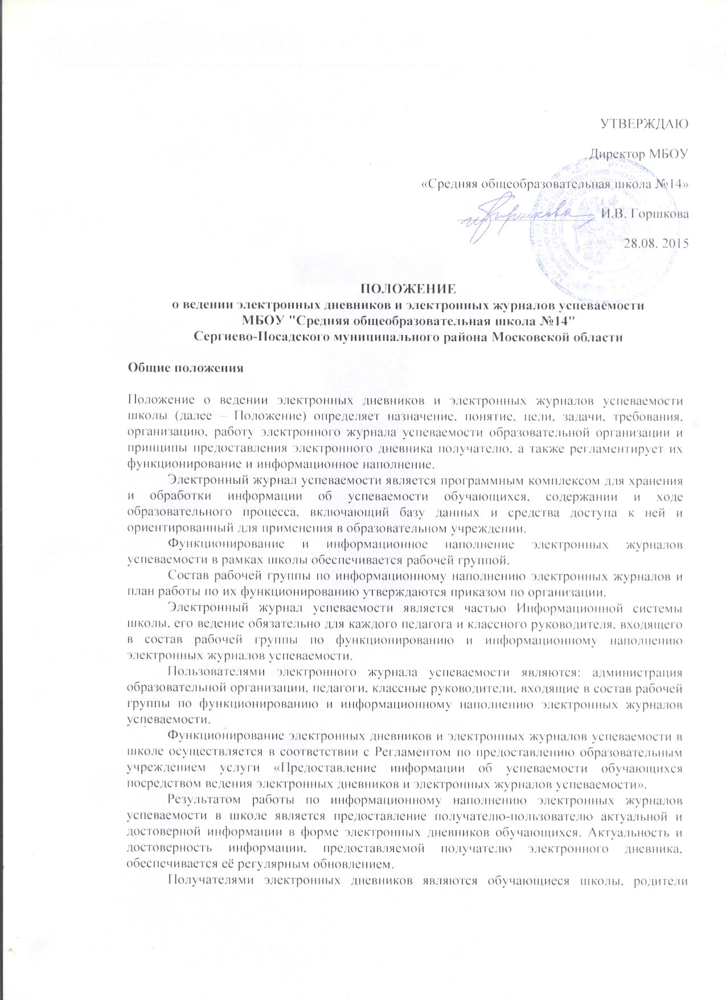 УТВЕРЖДАЮ
Директор МБОУ
«Средняя общеобразовательная школа №14»
И.В. Горшкова
28.08. 2015
ПОЛОЖЕНИЕ
о ведении электронных дневников и электронных журналов успеваемости
МБОУ "Средняя общеобразовательная школа №14"
Сергиево-Посадского муниципального района Московской области
Общие положения
Положение о ведении электронных дневников и электронных журналов успеваемости
школы (далее – Положение) определяет назначение, понятие, цели, задачи, требования,
организацию, работу электронного журнала успеваемости образовательной организации и
принципы предоставления электронного дневника получателю, а также регламентирует их
функционирование и информационное наполнение.
Электронный журнал успеваемости является программным комплексом для хранения
и обработки информации об успеваемости обучающихся, содержании и ходе
образовательного процесса, включающий базу данных и средства доступа к ней и
ориентированный для применения в образовательном учреждении.
Функционирование и информационное наполнение электронных журналов
успеваемости в рамках школы обеспечивается рабочей группой.
Состав рабочей группы по информационному наполнению электронных журналов и
план работы по их функционированию утверждаются приказом по организации.
Электронный журнал успеваемости является частью Информационной системы
школы, его ведение обязательно для каждого педагога и классного руководителя, входящего
в состав рабочей группы по функционированию и информационному наполнению
электронных журналов успеваемости.
Пользователями электронного журнала успеваемости являются: администрация
образовательной организации, педагоги, классные руководители, входящие в состав рабочей
группы по функционированию и информационному наполнению электронных журналов
успеваемости.
Функционирование электронных дневников и электронных журналов успеваемости в
школе осуществляется в соответствии с Регламентом по предоставлению образовательным
учреждением услуги «Предоставление информации об успеваемости обучающихся
посредством ведения электронных дневников и электронных журналов успеваемости».
Результатом работы по информационному наполнению электронных журналов
успеваемости в школе является предоставление получателю-пользователю актуальной и
достоверной информации в форме электронных дневников обучающихся. Актуальность и
достоверность информации, предоставляемой получателю электронного дневника,
обеспечивается её регулярным обновлением.
Получателями электронных дневников являются обучающиеся школы, родители